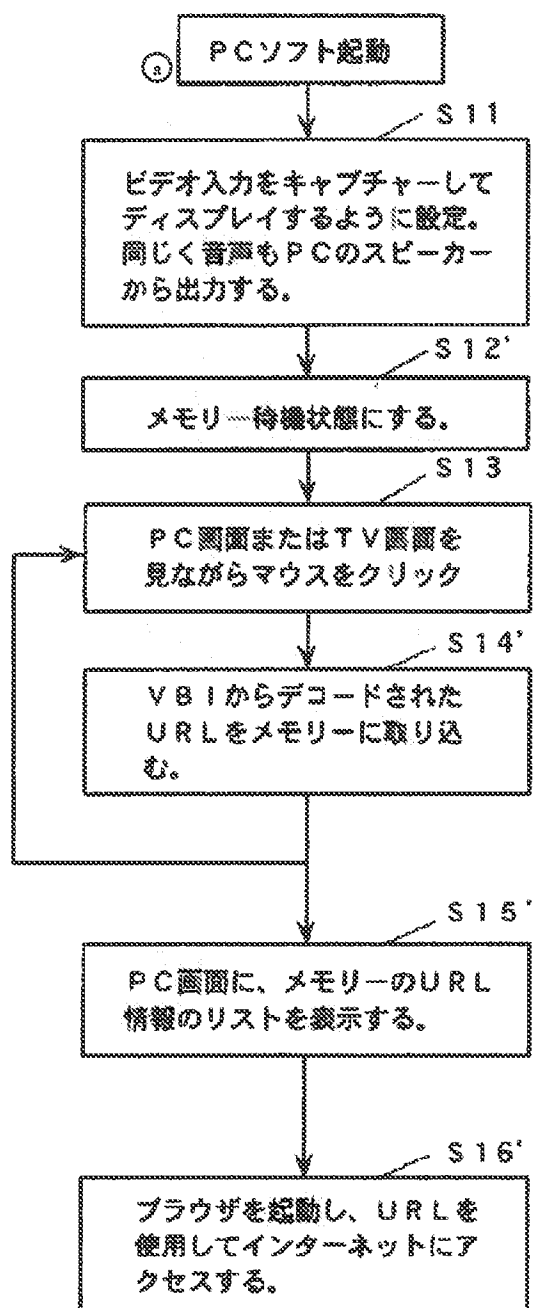 PCソフト起動
a
S11
ビデオ入力をキャプチャーして
ディスプレイするように設定。
同じく音声もPCのスピーカー
から出力する。
S12'
メモリー待機状態にする。
S13
PC画面またはTV画面を
見ながらマウスをクリック
S14'
VBIからデコードされた
URLをメモリーに取り込
む。
S15'
PC画面に、メモリーのURL
情報のリストを表示する。
S16'
ブラウザを起動し、URLを
使用してインターネットにア
クセスする。